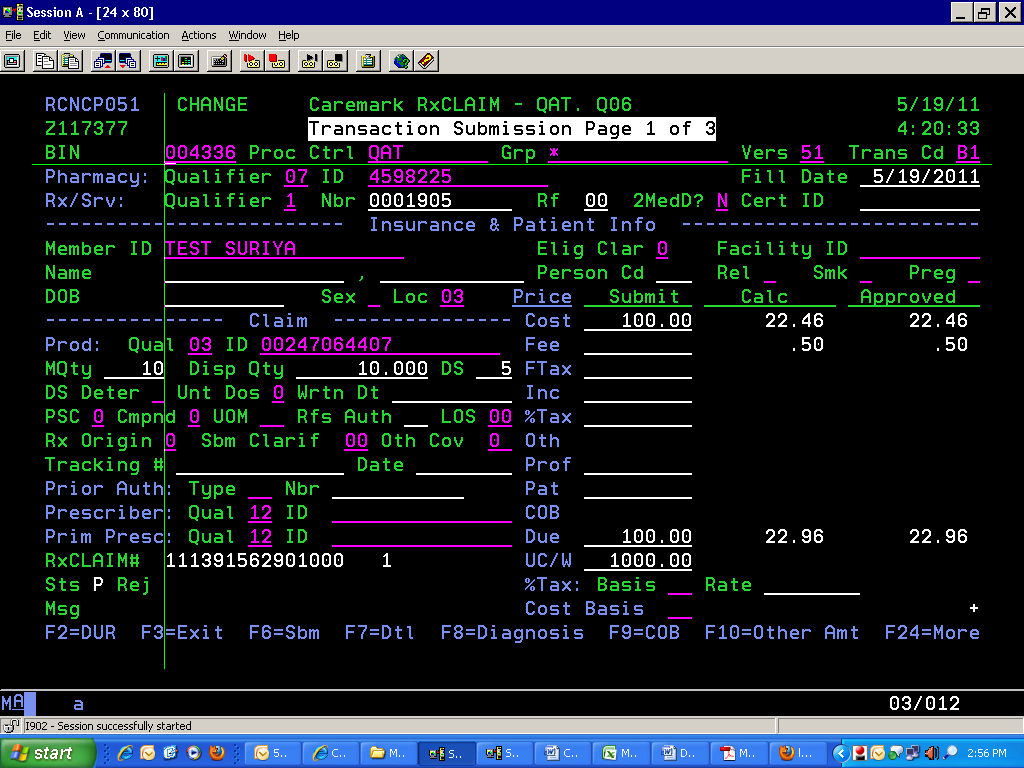 Session A - [24 x 80]
File Edit View Communication Actions Window Help
RCNCP051 CHANGE Caremark RxCLAIM - QAT. Q06 5/19/11
Z117377 Transaction Submission Page 1 of 3 4:20:33
BIN 004336 Proc Ctrl QAT Grp * Vers 51 Trans Cd B1
Pharmacy: Qualifier 07 ID 4598225 Fill Date 5/19/2011
Rx/Srv: Qualifier 1 Nbr 0001905 Rf 00 2MedD? N Cert ID
------------------------- Insurance & Patient Info -------------------------
Member ID TEST SURIYA Elig Clar 0 Facility ID
Name , Person Cd Rel Smk Preg
DOB Sex Loc 03 Price Submit Calc Approved
--------------- Claim --------------- Cost 100.00 22.46 22.46
Prod: Qual 03 ID 00247064407 Fee .50 .50
MQty 10 Disp Qty 10.000 DS 5 FTax
DS Deter Unt Dos 0 Wrtn Dt Inc
PSC 0 Cmpnd 0 UOM Rfs Auth LOS 00 %Tax
Rx Origin 0 Sbm Clarif 00 Oth Cov 0 Oth
Tracking # Date Prof
Prior Auth: Type Nbr Pat
Prescriber: Qual 12 ID COB
Prim Presc: Qual 12 ID Due 100.00 22.96 22.96
RxCLAIM# 111391562901000 1 UC/W 1000.00
Sts P Rej %Tax: Basis Rate
Msg Cost Basis +
F2=DUR F3=Exit F6=Sbm F7=Dtl F8=Diagnosis F9=COB F10=Other Amt F24=More
MA a 03/012
I902 - Session successfully started
start 5.. C.. M.. S.. S.. C.. M.. D.. M.. I... 2:56 PM